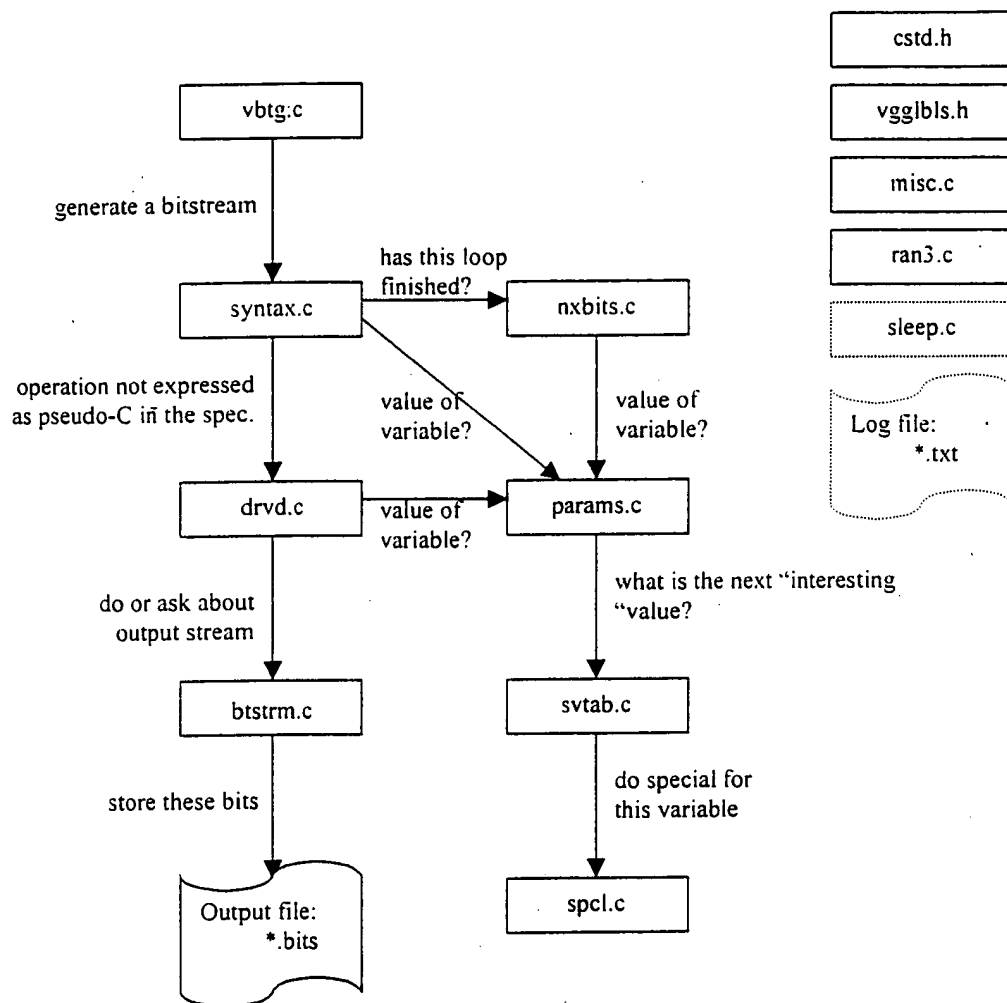 cstd.h
vbtg.c
vgglbls.h
misc.c
generate a bitstream
has this loop
finished?
ran3.c
syntax.c
nxbits.c
sleep.c
operation not expressed
as pseudo-C in the spec.
value of
variable?
value of
variable?
Log file:
*.txt
drvd.c
value of
variable?
params.c
do or ask about
output stream
what is the next “interesting
“value?
btstrm.c
svtab.c
store these bits
do special for
this variable
Output file:
*.bits
spcl.c